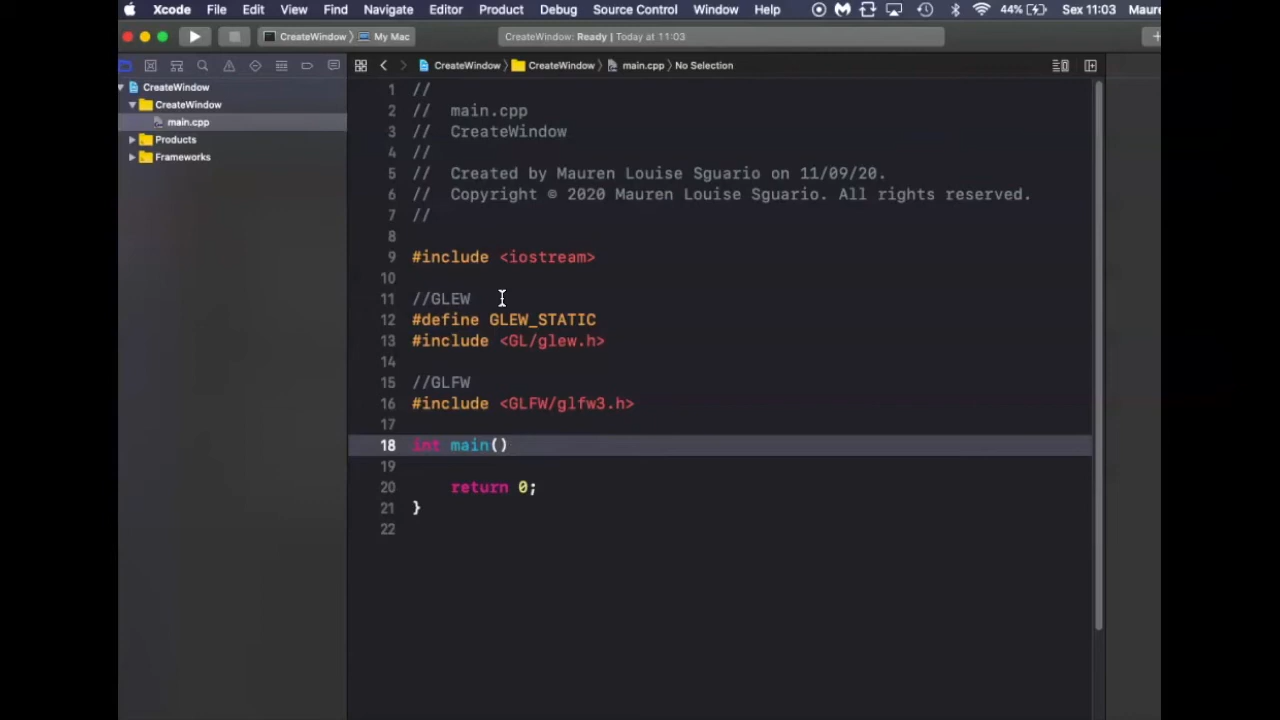 Xcode File Edit View Find Navigate Editor Product Debug Source Control Window Help 44% Sex 11:03 Maure
CreateWindow My Mac CreateWindow: Ready | Today at 11:03
CreateWindow CreateWindow main.cpp No Selection
CreateWindow
CreateWindow
main.cpp
Products
Frameworks
1 //
2 // main.cpp
3 // CreateWindow
4 //
5 // Created by Mauren Louise Sguario on 11/09/20.
6 // Copyright © 2020 Mauren Louise Sguario. All rights reserved.
7 //
8
9 #include <iostream>
10
11 //GLEW
12 #define GLEW_STATIC
13 #include <GL/glew.h>
14
15 //GLFW
16 #include <GLFW/glfw3.h>
17
18 int main()
19
20 return 0;
21 }
22